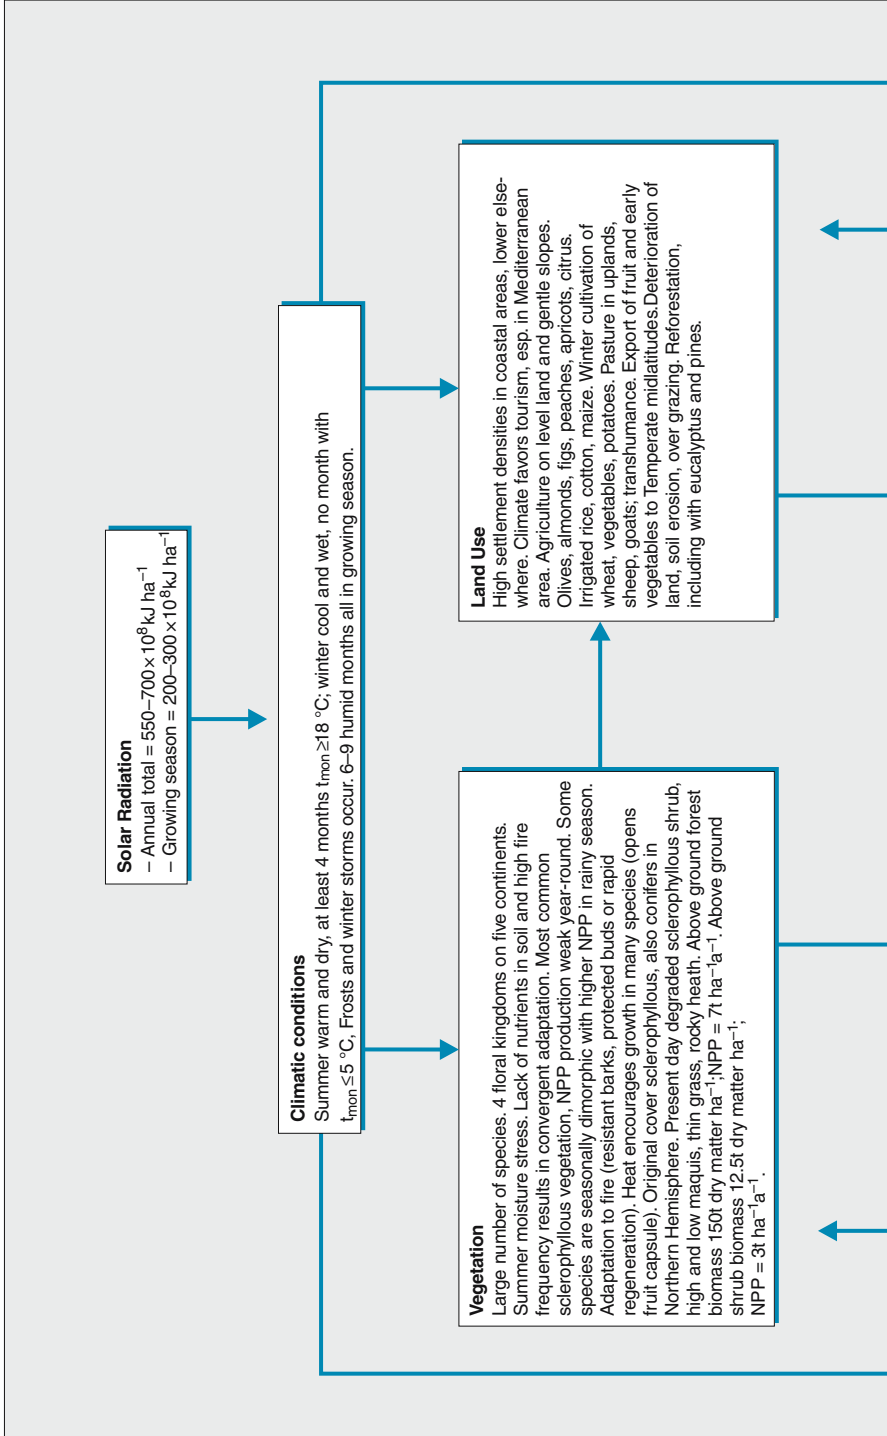 Solar Radiation
– Annual total = 550–700×10⁸kJ ha⁻¹
– Growing season = 200–300×10⁸kJ ha⁻¹
Climatic conditions
Summer warm and dry, at least 4 months tₘₒₙ ≥18 °C; winter cool and wet, no month with
tₘₒₙ ≤5 °C, Frosts and winter storms occur. 6–9 humid months all in growing season.
Vegetation
Large number of species. 4 floral kingdoms on five continents.
Summer moisture stress. Lack of nutrients in soil and high fire
frequency results in convergent adaptation. Most common
sclerophyllous vegetation, NPP production weak year-round. Some
species are seasonally dimorphic with higher NPP in rainy season.
Adaptation to fire (resistant barks, protected buds or rapid
regeneration). Heat encourages growth in many species (opens
fruit capsule). Original cover sclerophyllous, also conifers in
Northern Hemisphere. Present day degraded sclerophyllous shrub,
high and low maquis, thin grass, rocky heath. Above ground forest
biomass 150t dry matter ha⁻¹;NPP = 7t ha⁻¹a⁻¹. Above ground
shrub biomass 12.5t dry matter ha⁻¹;
NPP = 3t ha⁻¹a⁻¹.
Land Use
High settlement densities in coastal areas, lower else-
where. Climate favors tourism, esp. in Mediterranean
area. Agriculture on level land and gentle slopes.
Olives, almonds, figs, peaches, apricots, citrus.
Irrigated rice, cotton, maize. Winter cultivation of
wheat, vegetables, potatoes. Pasture in uplands,
sheep, goats; transhumance. Export of fruit and early
vegetables to Temperate midlatitudes.Deterioration of
land, soil erosion, over grazing. Reforestation,
including with eucalyptus and pines.